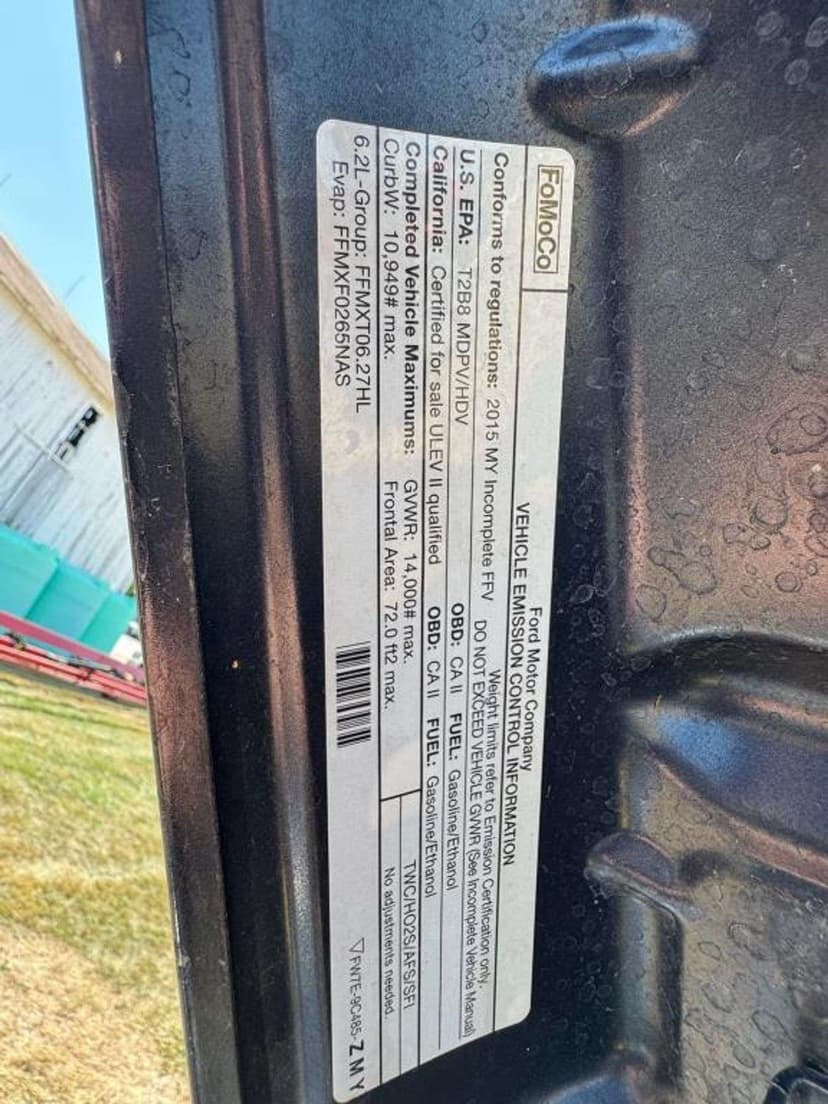 FoMoCo
Ford Motor Company
VEHICLE EMISSION CONTROL INFORMATION
Conforms to regulations: 2015 MY Incomplete FFV
Weight limits refer to Emission Certification only.
DO NOT EXCEED VEHICLE GVWR (See Incomplete Vehicle Manual)
U.S. EPA: T2B8 MDPV/HDV OBD: CA II FUEL: Gasoline/Ethanol
California: Certified for sale ULEV II qualified OBD: CA II FUEL: Gasoline/Ethanol
Completed Vehicle Maximums: GVWR: 14,000# max.
CurbW: 10,949# max. Frontal Area: 72.0 ft2 max.
TWC/HO2S/AFS/SFI
No adjustments needed.
6.2L-Group: FFMXT06.27HL
Evap: FFMXF0265NAS
▽ FW7E-9C485-ZMY